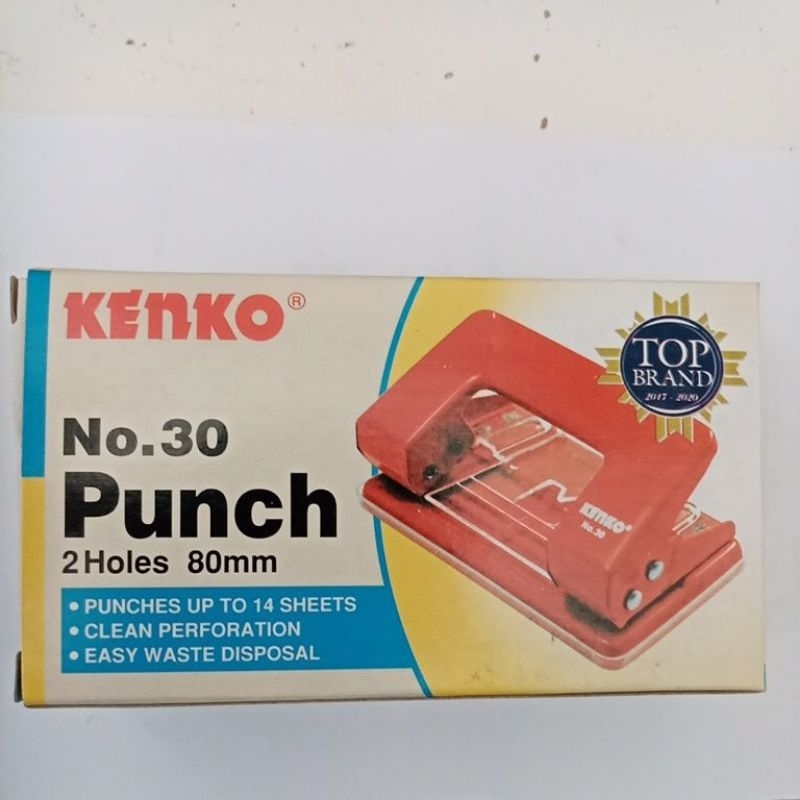 KENKO®
TOP
BRAND
2017 - 2020
No.30
Punch
2 Holes 80mm
KENKO
No.30
• PUNCHES UP TO 14 SHEETS
• CLEAN PERFORATION
• EASY WASTE DISPOSAL